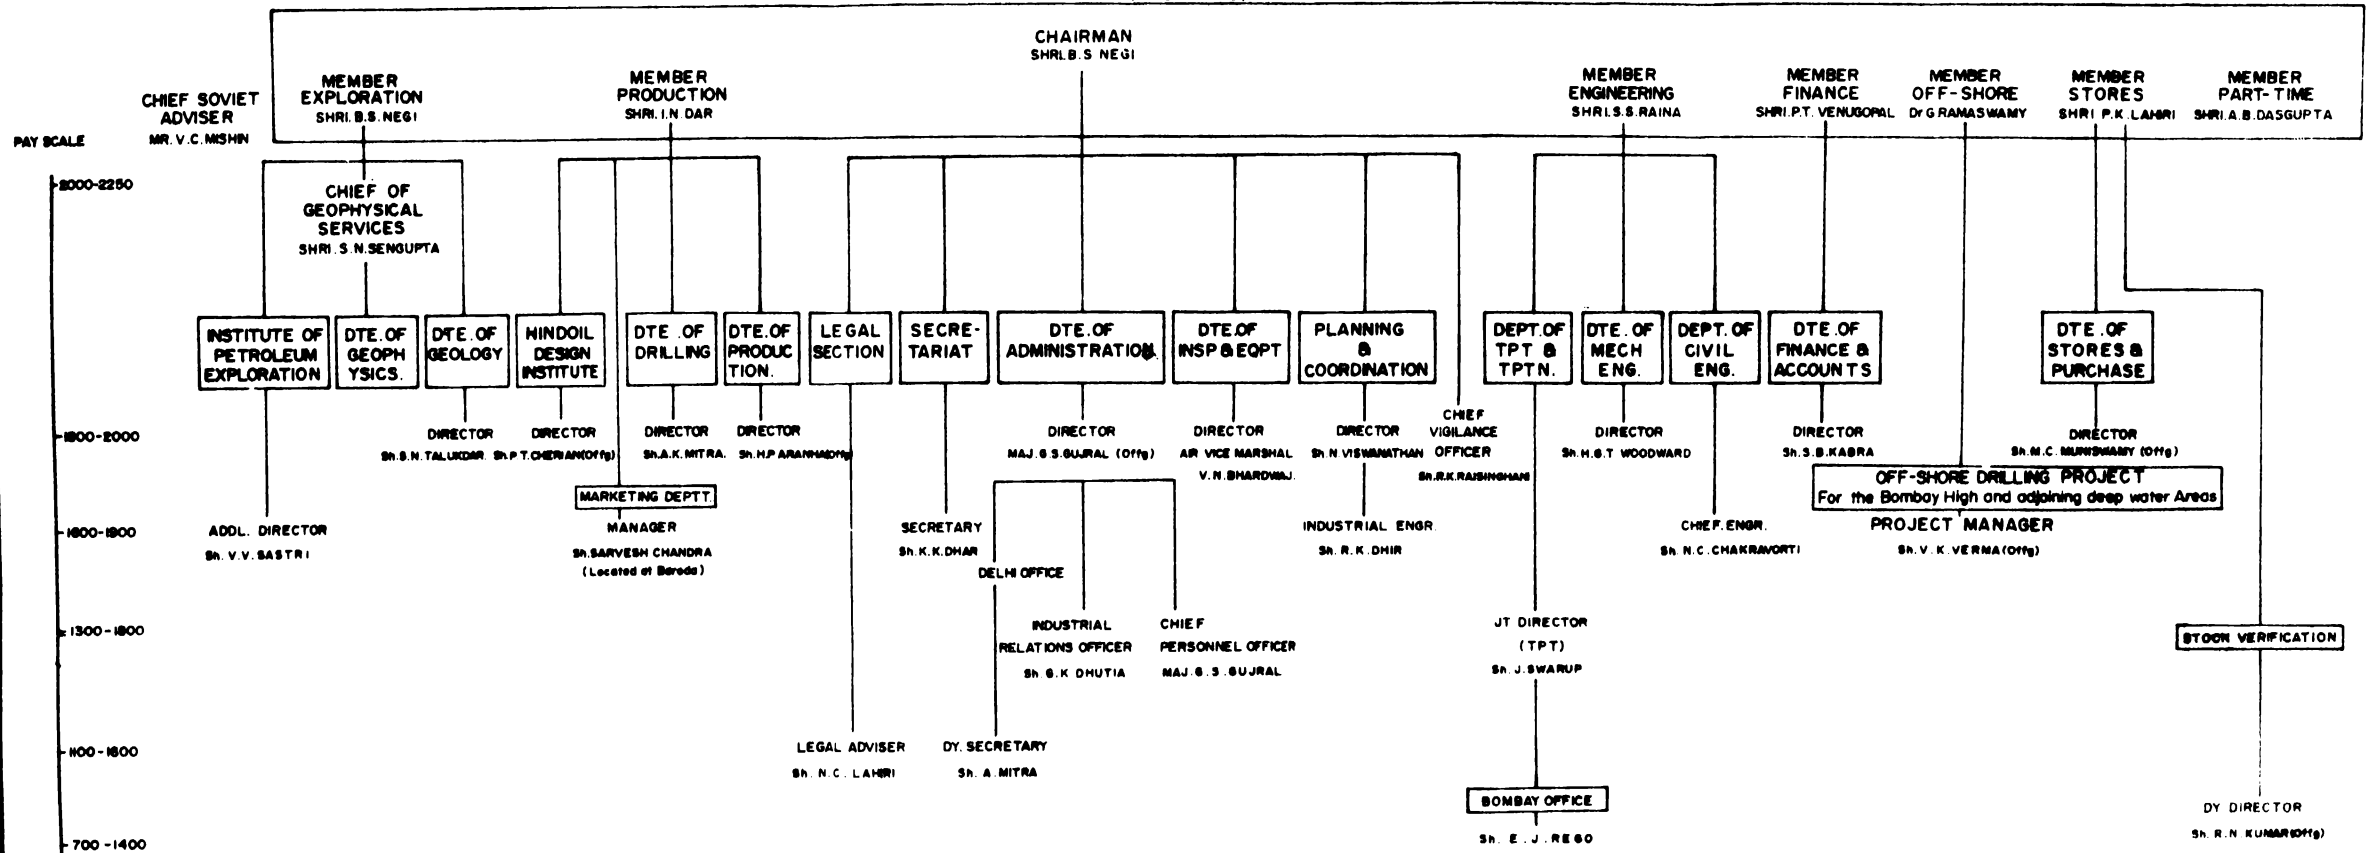 CHAIRMAN
SHRI.B.S NEGI
CHIEF SOVIET
ADVISER
MR. V.C. MISHIN
MEMBER
EXPLORATION
SHRI. B.S. NEGI
MEMBER
PRODUCTION
SHRI. I.N. DAR
MEMBER
ENGINEERING
SHRI.S.S.RAINA
MEMBER
FINANCE
SHRI.P.T. VENUGOPAL
MEMBER
OFF-SHORE
Dr G RAMASWAMY
MEMBER
STORES
SHRI P.K.LAHIRI
MEMBER
PART-TIME
SHRI.A.B.DASGUPTA
PAY SCALE
2000-2250
CHIEF OF
GEOPHYSICAL
SERVICES
SHRI. S.N.SENGUPTA
INSTITUTE OF
PETROLEUM
EXPLORATION
DTE.OF
GEOPH
YSICS.
DTE.OF
GEOLOGY
HINDOIL
DESIGN
INSTITUTE
DTE.OF
DRILLING
DTE.OF
PRODUC
TION.
LEGAL
SECTION
SECRE-
TARIAT
DTE.OF
ADMINISTRATION
DTE.OF
INSP & EQPT
PLANNING
&
COORDINATION
DEPT.OF
TPT &
TPTN.
DTE.OF
MECH
ENG.
DEPT.OF
CIVIL
ENG.
DTE.OF
FINANCE &
ACCOUNTS
DTE.OF
STORES &
PURCHASE
1800-2000
DIRECTOR
Sh.B.N.TALUKDAR.
DIRECTOR
Sh.P.T.CHERIAN(Offg)
DIRECTOR
Sh.A.K.MITRA.
DIRECTOR
Sh.H.P.ARANHA(Offg)
DIRECTOR
MAJ.G.S.GUJRAL (Offg)
DIRECTOR
AIR VICE MARSHAL
V.N.BHARDWAJ.
DIRECTOR
Sh.N.VISWANATHAN
CHIEF
VIGILANCE
OFFICER
Sh.R.K.RAISINGHANI
DIRECTOR
Sh.H.G.T WOODWARD
DIRECTOR
Sh.S.B.KABRA
DIRECTOR
Sh.M.C. MUNISWAMY (Offg)
OFF-SHORE DRILLING PROJECT
For the Bombay High and adjoining deep water Areas
PROJECT MANAGER
Sh.V.K.VERMA(Offg)
MARKETING DEPTT.
MANAGER
Sh.SARVESH CHANDRA
(Located at Baroda)
1600-1800
ADDL. DIRECTOR
Sh. V.V. SASTRI
SECRETARY
Sh.K.K.DHAR
INDUSTRIAL ENGR.
Sh. R.K.DHIR
CHIEF.ENGR.
Sh. N.C. CHAKRAVORTI
DELHI OFFICE
1300-1800
INDUSTRIAL
RELATIONS OFFICER
Sh.G.K DHUTIA
CHIEF
PERSONNEL OFFICER
MAJ.G.S.GUJRAL
JT DIRECTOR
(TPT)
Sh. J.SWARUP
STOCK VERIFICATION
1100-1600
LEGAL ADVISER
Sh. N.C. LAHIRI
DY. SECRETARY
Sh. A.MITRA
BOMBAY OFFICE
Sh. E.J.REGO
DY DIRECTOR
Sh. R.N.KUMAR(Offg)
700-1400